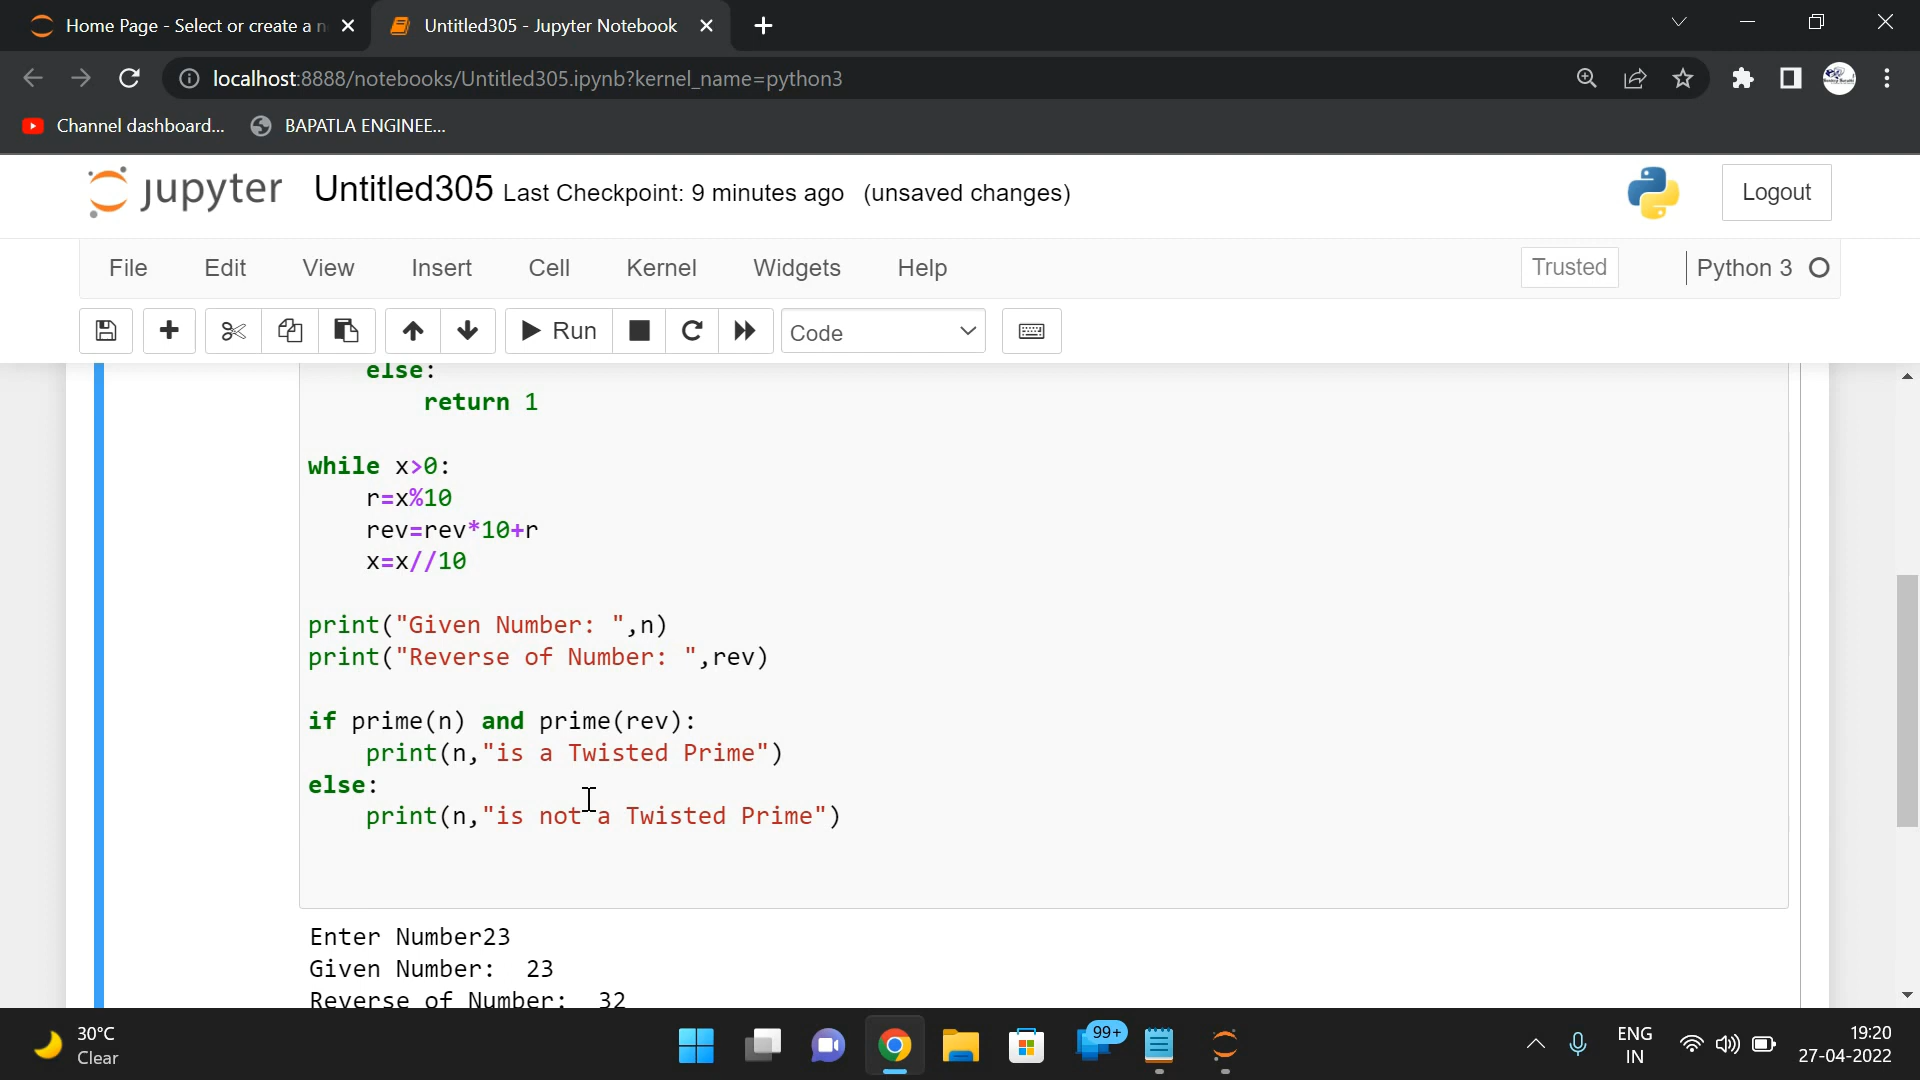 Home Page - Select or create a n
Untitled305 - Jupyter Notebook
localhost:8888/notebooks/Untitled305.ipynb?kernel_name=python3
Channel dashboard...
BAPATLA ENGINEE...
jupyter
Untitled305 Last Checkpoint: 9 minutes ago (unsaved changes)
Logout
File Edit View Insert Cell Kernel Widgets Help
Trusted
Python 3
Run
Code
else:
return 1
while x>0:
r=x%10
rev=rev*10+r
x=x//10
print("Given Number: ",n)
print("Reverse of Number: ",rev)
if prime(n) and prime(rev):
print(n,"is a Twisted Prime")
else:
print(n,"is not a Twisted Prime")
Enter Number23
Given Number:  23
Reverse of Number:  32
30°C
Clear
99+
ENG
IN
19:20
27-04-2022